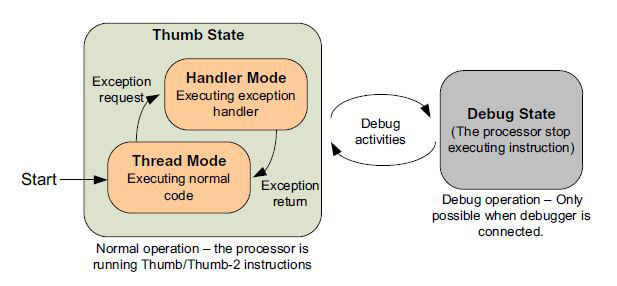 Thumb State
Exception
request
Handler Mode
Executing exception
handler
Start
Thread Mode
Executing normal
code
Exception
return
Normal operation – the processor is
running Thumb/Thumb-2 instructions
Debug
activities
Debug State
(The processor stop
executing instruction)
Debug operation – Only
possible when debugger is
connected.